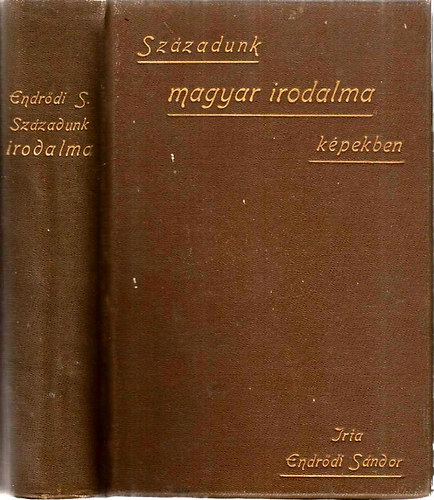 Endrődi S.
Századunk
irodalma
Századunk
magyar irodalma
képekben
Irta
Endrődi Sándor